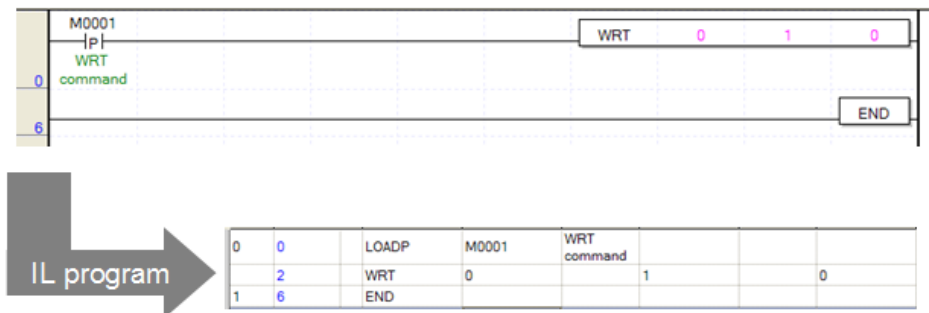 M0001
P
WRT 0 1 0
WRT
command
0
END
6
IL program
0 0 LOADP M0001 WRT command
2 WRT 0 1 0
1 6 END